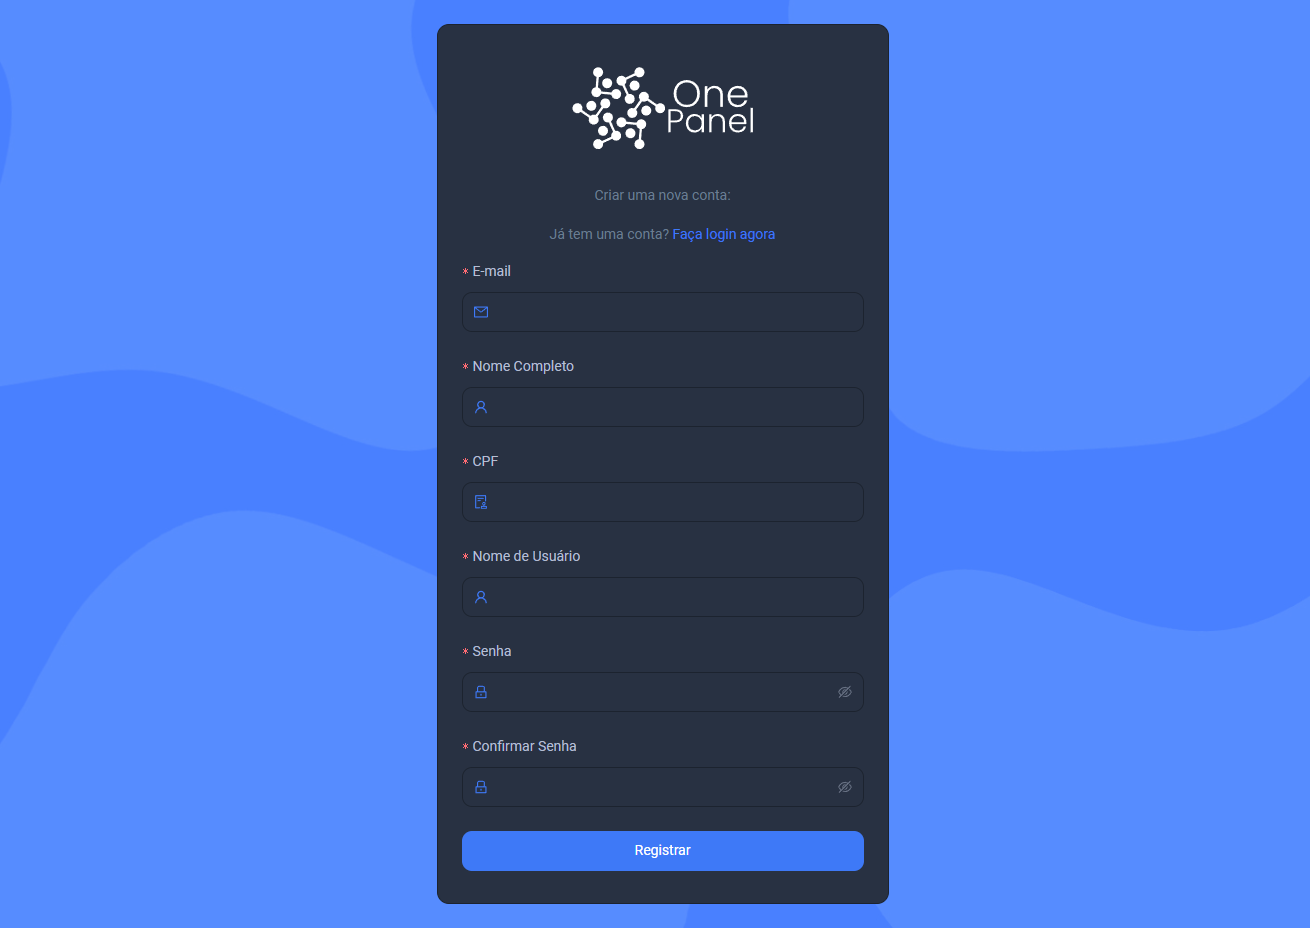 One
Panel
Criar uma nova conta:
Já tem uma conta? Faça login agora
* E-mail
* Nome Completo
* CPF
* Nome de Usuário
* Senha
* Confirmar Senha
Registrar